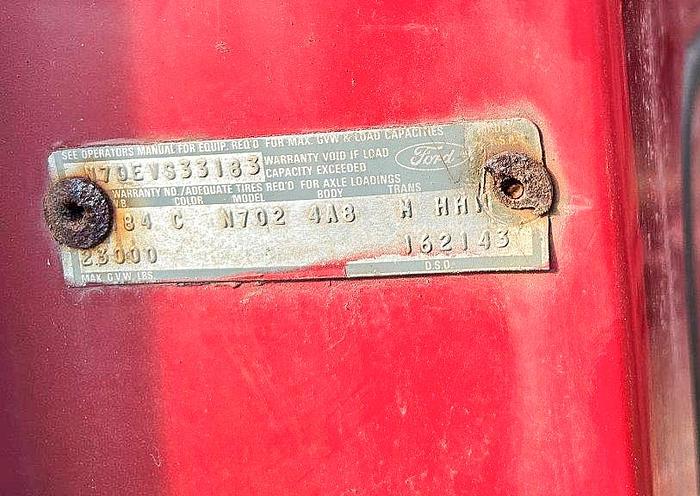 SEE OPERATORS MANUAL FOR EQUIP. REQ'D FOR MAX. GVW & LOAD CAPACITIES
N70EVS33183 WARRANTY VOID IF LOAD CAPACITY EXCEEDED Ford
WARRANTY NO./ADEQUATE TIRES REQ'D FOR AXLE LOADINGS
COLOR MODEL BODY TRANS
84 C N702 4A8 M HH
23000 162143
MAX. G.V.W. LBS D.S.O.